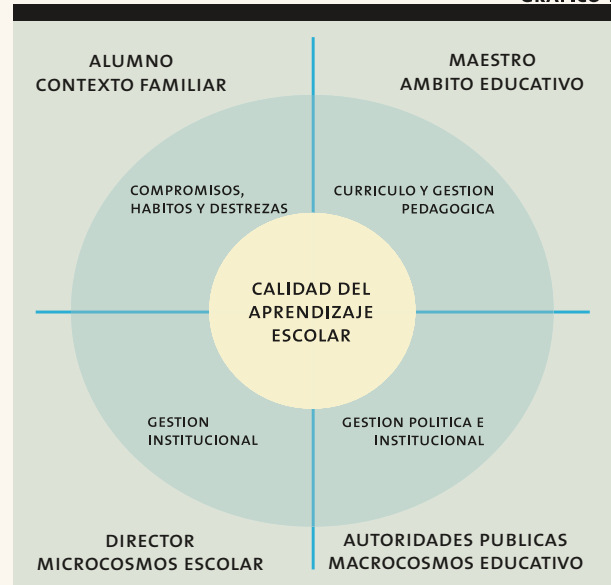 ALUMNO
CONTEXTO FAMILIAR
MAESTRO
AMBITO EDUCATIVO
COMPROMISOS,
HABITOS Y DESTREZAS
CURRICULO Y GESTION
PEDAGOGICA
CALIDAD DEL
APRENDIZAJE
ESCOLAR
GESTION
INSTITUCIONAL
GESTION POLITICA E
INSTITUCIONAL
DIRECTOR
MICROCOSMOS ESCOLAR
AUTORIDADES PUBLICAS
MACROCOSMOS EDUCATIVO